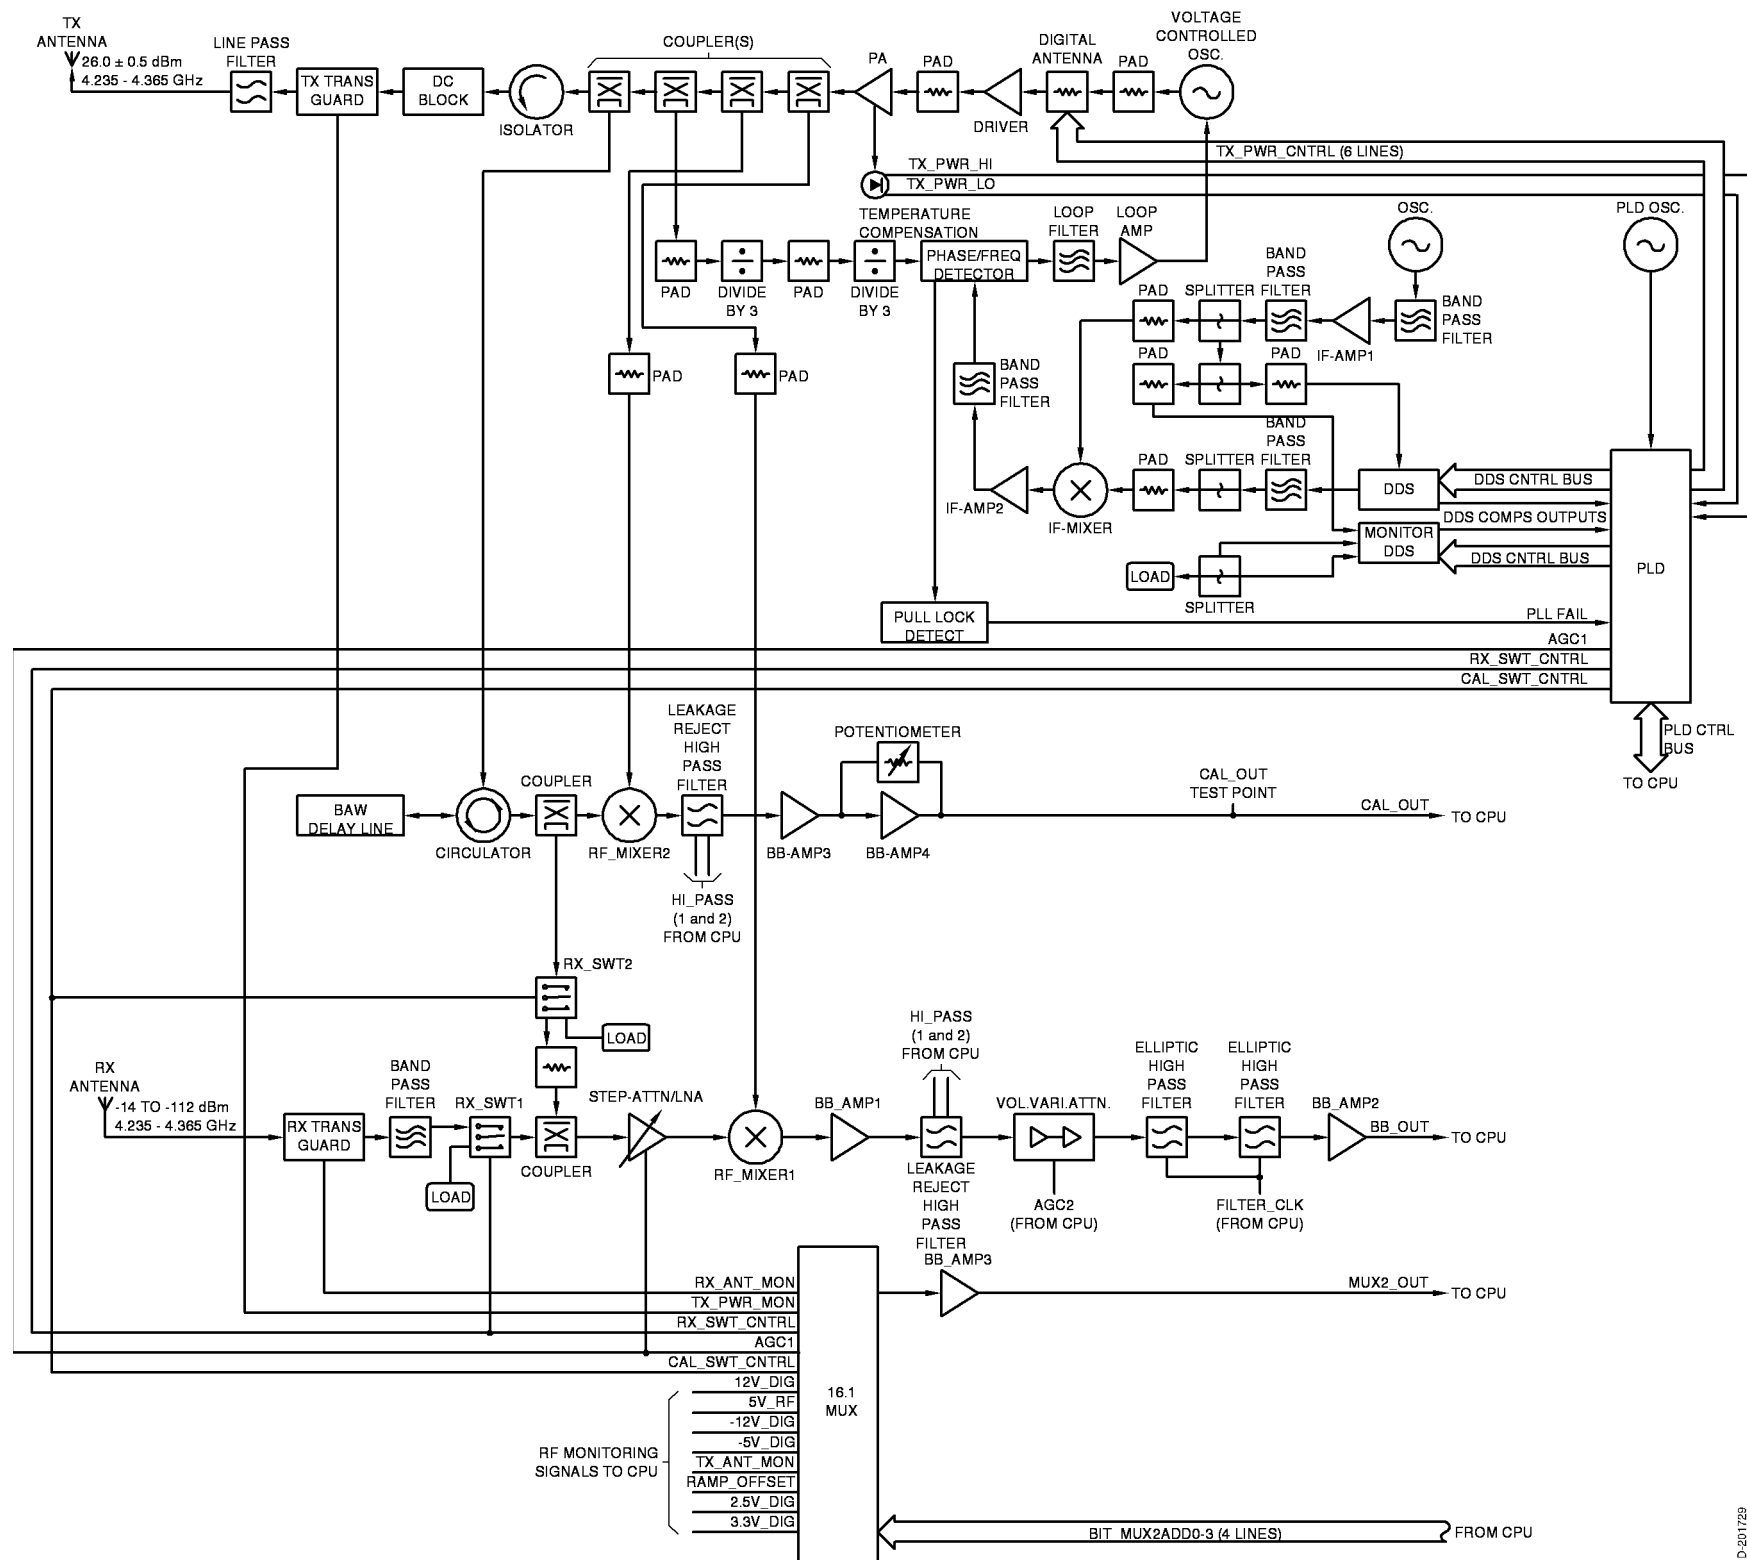 TX
ANTENNA
26.0 ± 0.5 dBm
4.235 - 4.365 GHz
LINE PASS
FILTER
TX TRANS
GUARD
DC
BLOCK
ISOLATOR
COUPLER(S)
PA
PAD
DRIVER
DIGITAL
ANTENNA
PAD
VOLTAGE
CONTROLLED
OSC.
TX_PWR_CNTRL (6 LINES)
TX_PWR_HI
TX_PWR_LO
TEMPERATURE
COMPENSATION
PAD
DIVIDE
BY 3
PAD
DIVIDE
BY 3
PHASE/FREQ
DETECTOR
LOOP
FILTER
LOOP
AMP
OSC.
PLD OSC.
BAND
PASS
FILTER
IF-AMP1
BAND
PASS
FILTER
SPLITTER
PAD
PAD
PAD
PAD
PAD
BAND
PASS
FILTER
BAND
PASS
FILTER
SPLITTER
PAD
IF-MIXER
IF-AMP2
DDS
DDS CNTRL BUS
DDS COMPS OUTPUTS
MONITOR
DDS
DDS CNTRL BUS
LOAD
SPLITTER
PLD
PULL LOCK
DETECT
PLL FAIL
AGC1
RX_SWT_CNTRL
CAL_SWT_CNTRL
PLD CTRL
BUS
TO CPU
LEAKAGE
REJECT
HIGH
PASS
FILTER
POTENTIOMETER
CAL_OUT
TEST POINT
CAL_OUT
TO CPU
BAW
DELAY LINE
CIRCULATOR
COUPLER
RF_MIXER2
BB-AMP3
BB-AMP4
HI_PASS
(1 and 2)
FROM CPU
RX_SWT2
LOAD
RX
ANTENNA
-14 TO -112 dBm
4.235 - 4.365 GHz
RX TRANS
GUARD
BAND
PASS
FILTER
RX_SWT1
LOAD
COUPLER
STEP-ATTN/LNA
RF_MIXER1
BB_AMP1
HI_PASS
(1 and 2)
FROM CPU
LEAKAGE
REJECT
HIGH
PASS
FILTER
VOL.VARI.ATTN.
AGC2
(FROM CPU)
ELLIPTIC
HIGH
PASS
FILTER
ELLIPTIC
HIGH
PASS
FILTER
FILTER_CLK
(FROM CPU)
BB_AMP2
BB_OUT
TO CPU
BB_AMP3
MUX2_OUT
TO CPU
RX_ANT_MON
TX_PWR_MON
RX_SWT_CNTRL
AGC1
CAL_SWT_CNTRL
12V_DIG
5V_RF
-12V_DIG
-5V_DIG
TX_ANT_MON
RAMP_OFFSET
2.5V_DIG
3.3V_DIG
RF MONITORING
SIGNALS TO CPU
16.1
MUX
BIT_MUX2ADD0-3 (4 LINES)
FROM CPU
D-201729